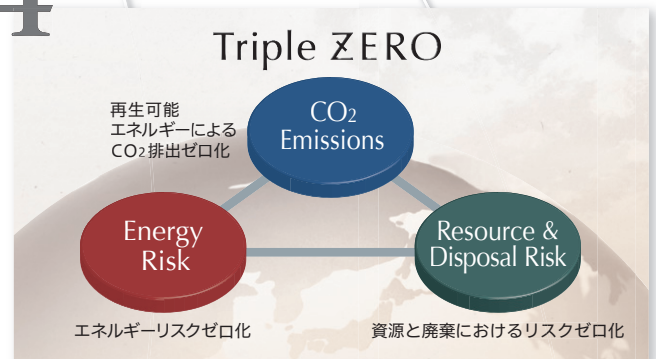 4
Triple ZERO
再生可能
エネルギーによる
CO2排出ゼロ化
CO2
Emissions
Energy
Risk
Resource &
Disposal Risk
エネルギーリスクゼロ化
資源と廃棄におけるリスクゼロ化